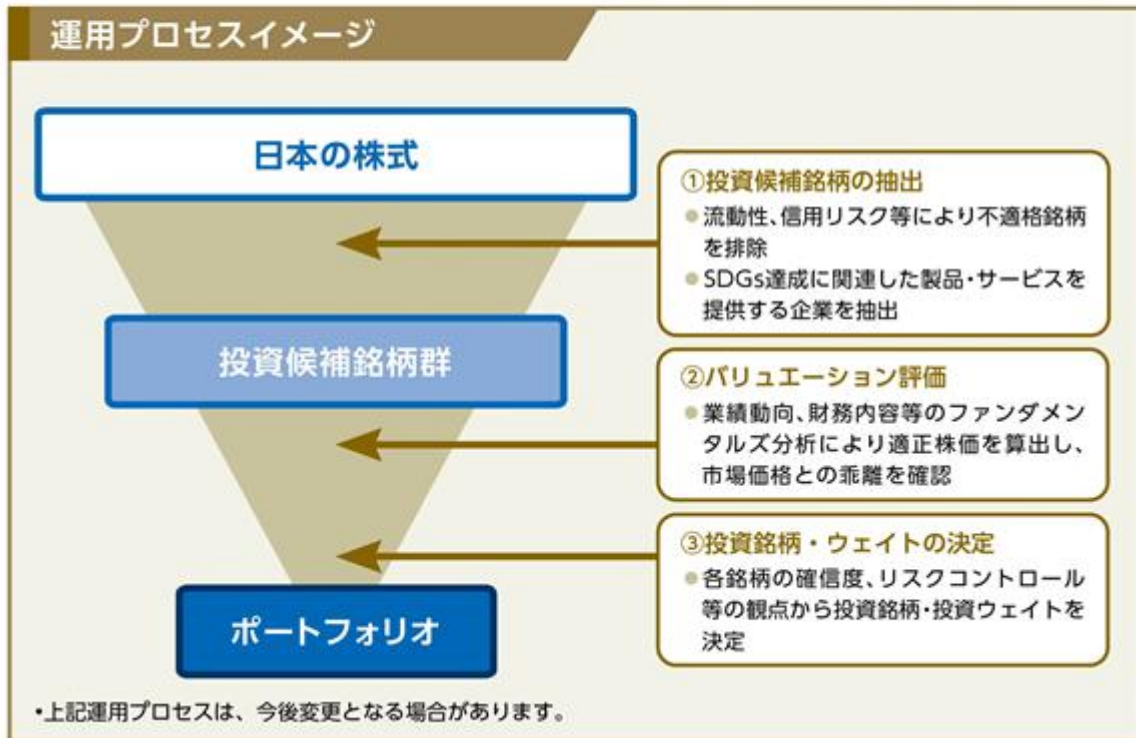 運用プロセスイメージ
日本の株式
①投資候補銘柄の抽出
●流動性、信用リスク等により不適格銘柄
を排除
●SDGs達成に関連した製品・サービスを
提供する企業を抽出
投資候補銘柄群
②バリュエーション評価
●業績動向、財務内容等のファンダメン
タルズ分析により適正株価を算出し、
市場価格との乖離を確認
③投資銘柄・ウェイトの決定
●各銘柄の確信度、リスクコントロール
等の観点から投資銘柄・投資ウェイトを
決定
ポートフォリオ
・上記運用プロセスは、今後変更となる場合があります。